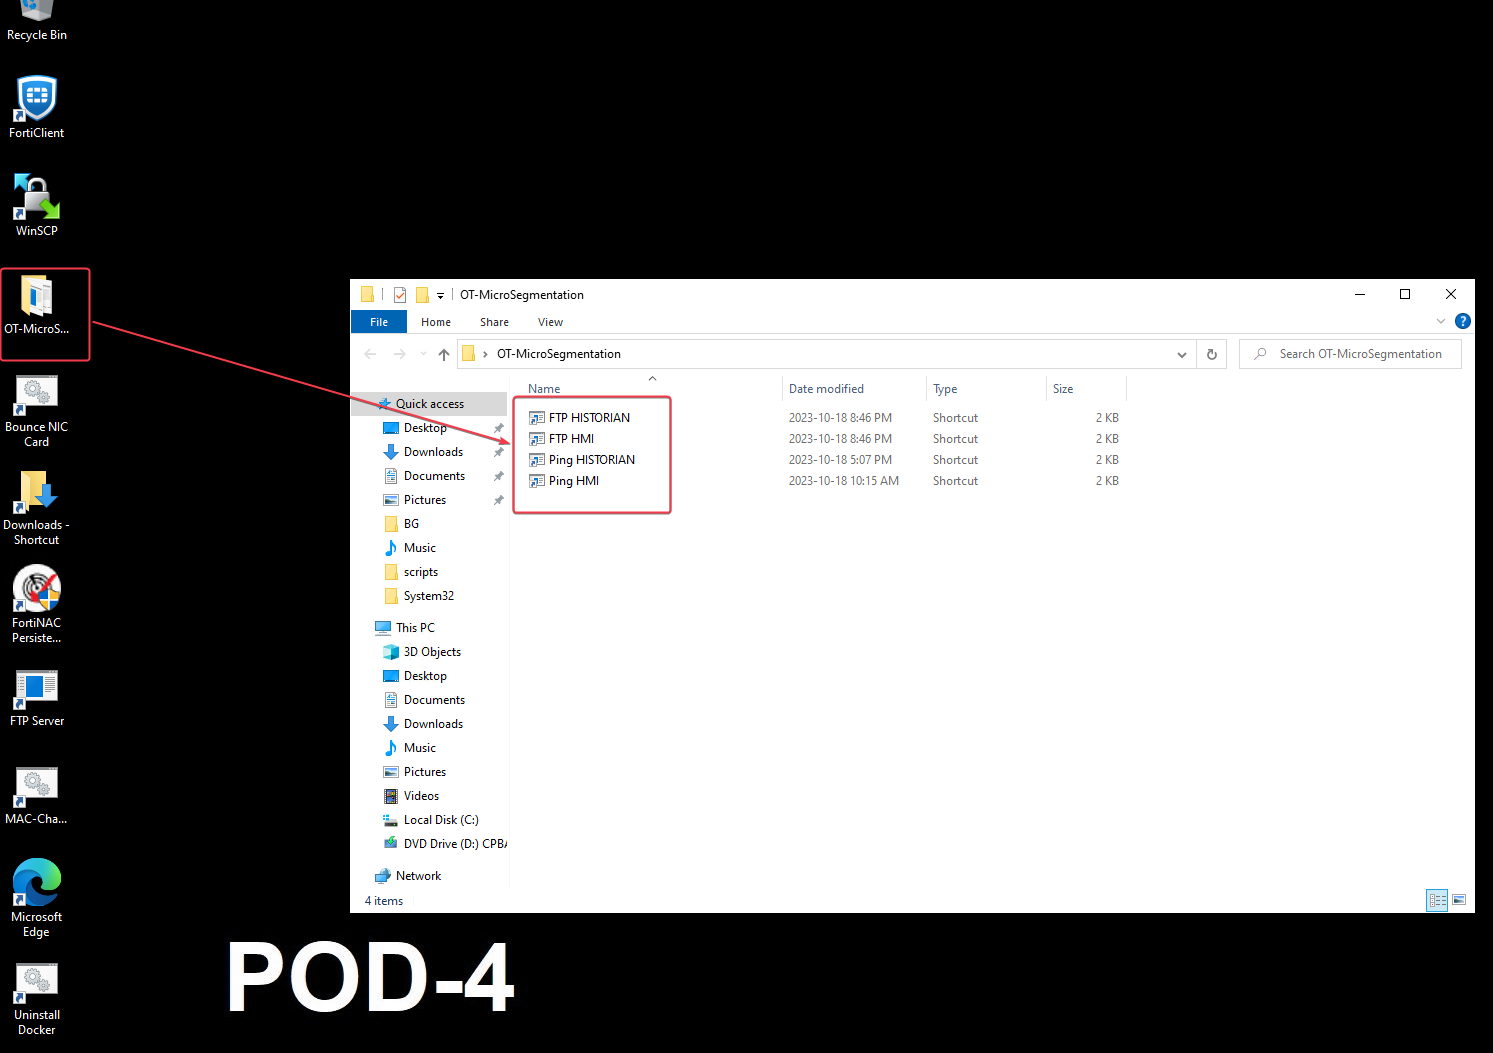 Recycle Bin
FortiClient
WinSCP
OT-MicroS...
Bounce NIC
Card
Downloads -
Shortcut
FortiNAC
Persiste...
FTP Server
MAC-Cha...
Microsoft
Edge
Uninstall
Docker
OT-MicroSegmentation
File Home Share View
OT-MicroSegmentation
Search OT-MicroSegmentation
Quick access
Desktop
Downloads
Documents
Pictures
BG
Music
scripts
System32
This PC
3D Objects
Desktop
Documents
Downloads
Music
Pictures
Videos
Local Disk (C:)
DVD Drive (D:) CPBA
Network
Name Date modified Type Size
FTP HISTORIAN 2023-10-18 8:46 PM Shortcut 2 KB
FTP HMI 2023-10-18 8:46 PM Shortcut 2 KB
Ping HISTORIAN 2023-10-18 5:07 PM Shortcut 2 KB
Ping HMI 2023-10-18 10:15 AM Shortcut 2 KB
4 items
POD-4